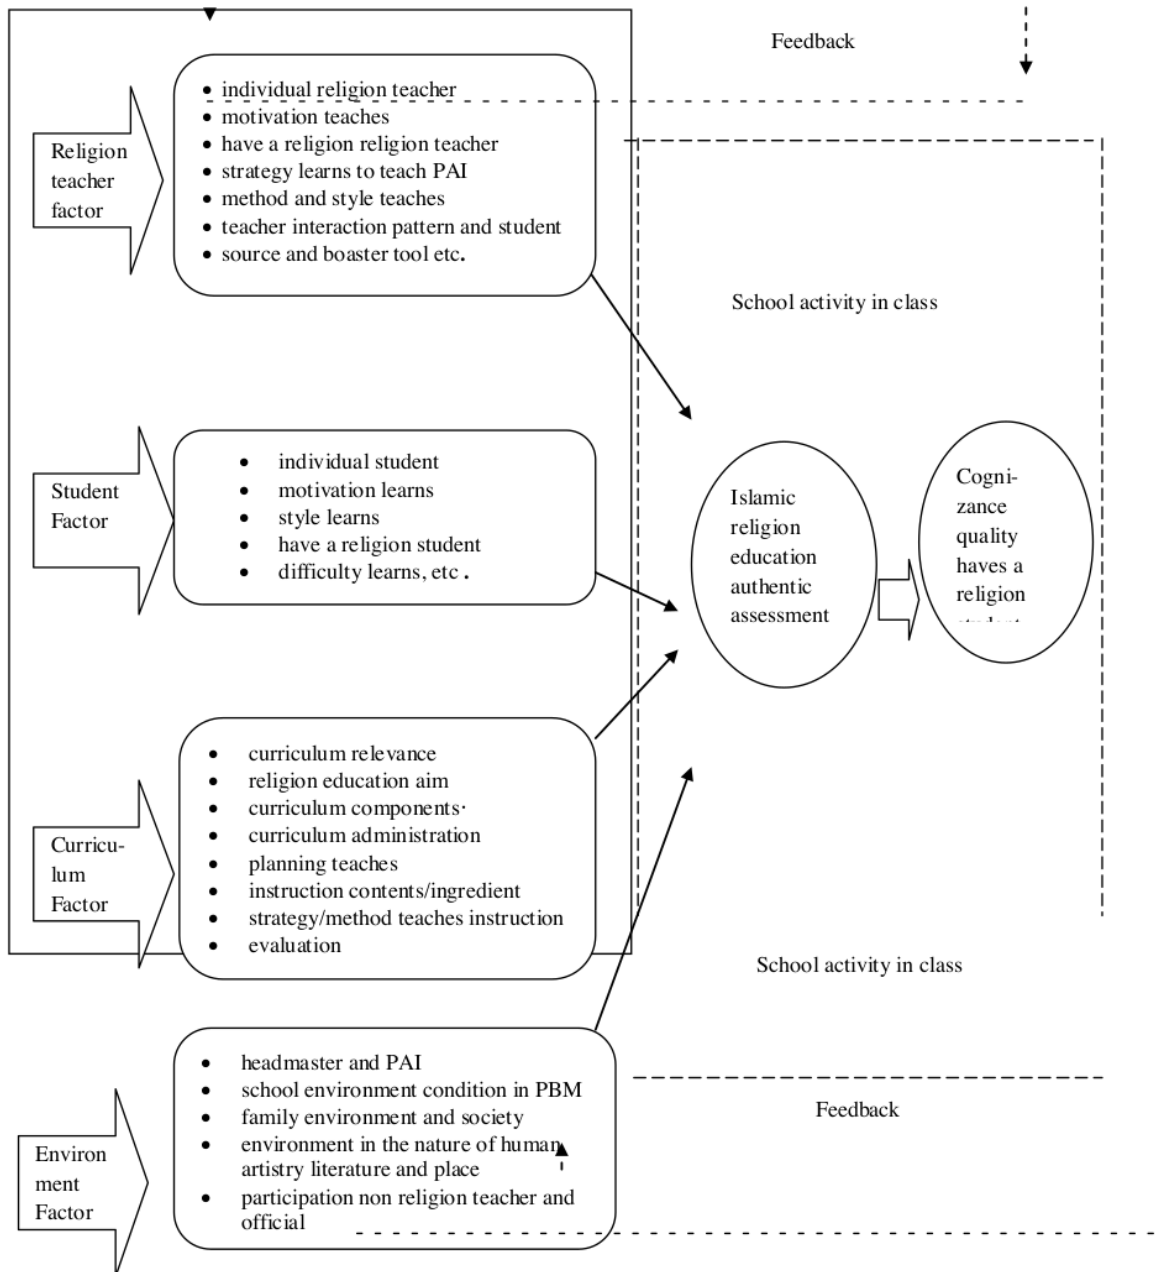 Feedback
Religion
teacher
factor
• individual religion teacher
• motivation teaches
• have a religion religion teacher
• strategy learns to teach PAI
• method and style teaches
• teacher interaction pattern and student
• source and boaster tool etc.
School activity in class
Student
Factor
• individual student
• motivation learns
• style learns
• have a religion student
• difficulty learns, etc .
Islamic
religion
education
authentic
assessment
Cogni-
zance
quality
haves a
religion
Curricu-
lum
Factor
• curriculum relevance
• religion education aim
• curriculum components·
• curriculum administration
• planning teaches
• instruction contents/ingredient
• strategy/method teaches instruction
• evaluation
School activity in class
Environ
ment
Factor
• headmaster and PAI
• school environment condition in PBM
• family environment and society
• environment in the nature of human
artistry literature and place
• participation non religion teacher and
official
Feedback